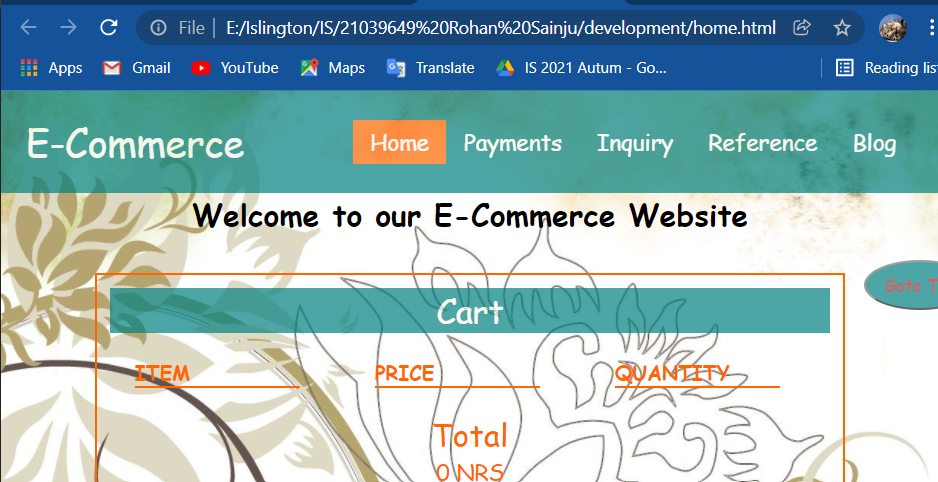 File | E:/Islington/IS/21039649%20Rohan%20Sainju/development/home.html
Apps Gmail YouTube Maps Translate IS 2021 Autum - Go... Reading list
E-Commerce Home Payments Inquiry Reference Blog
Welcome to our E-Commerce Website
Goto T
Cart
ITEM PRICE QUANTITY
Total
0 NRS